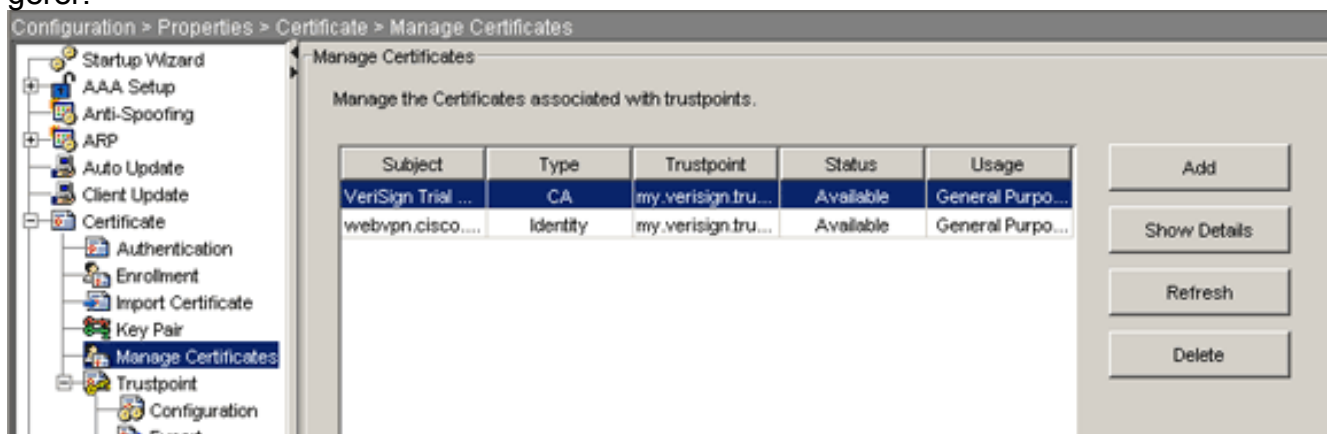 gérer.
Configuration > Properties > Certificate > Manage Certificates
Startup Wizard
AAA Setup
Anti-Spoofing
ARP
Auto Update
Client Update
Certificate
Authentication
Enrollment
Import Certificate
Key Pair
Manage Certificates
Trustpoint
Configuration
Export
Manage Certificates
Manage the Certificates associated with trustpoints.
Subject Type Trustpoint Status Usage
VeriSign Trial ... CA my.verisign.tru... Available General Purpo...
webvpn.cisco.... Identity my.verisign.tru... Available General Purpo...
Add
Show Details
Refresh
Delete